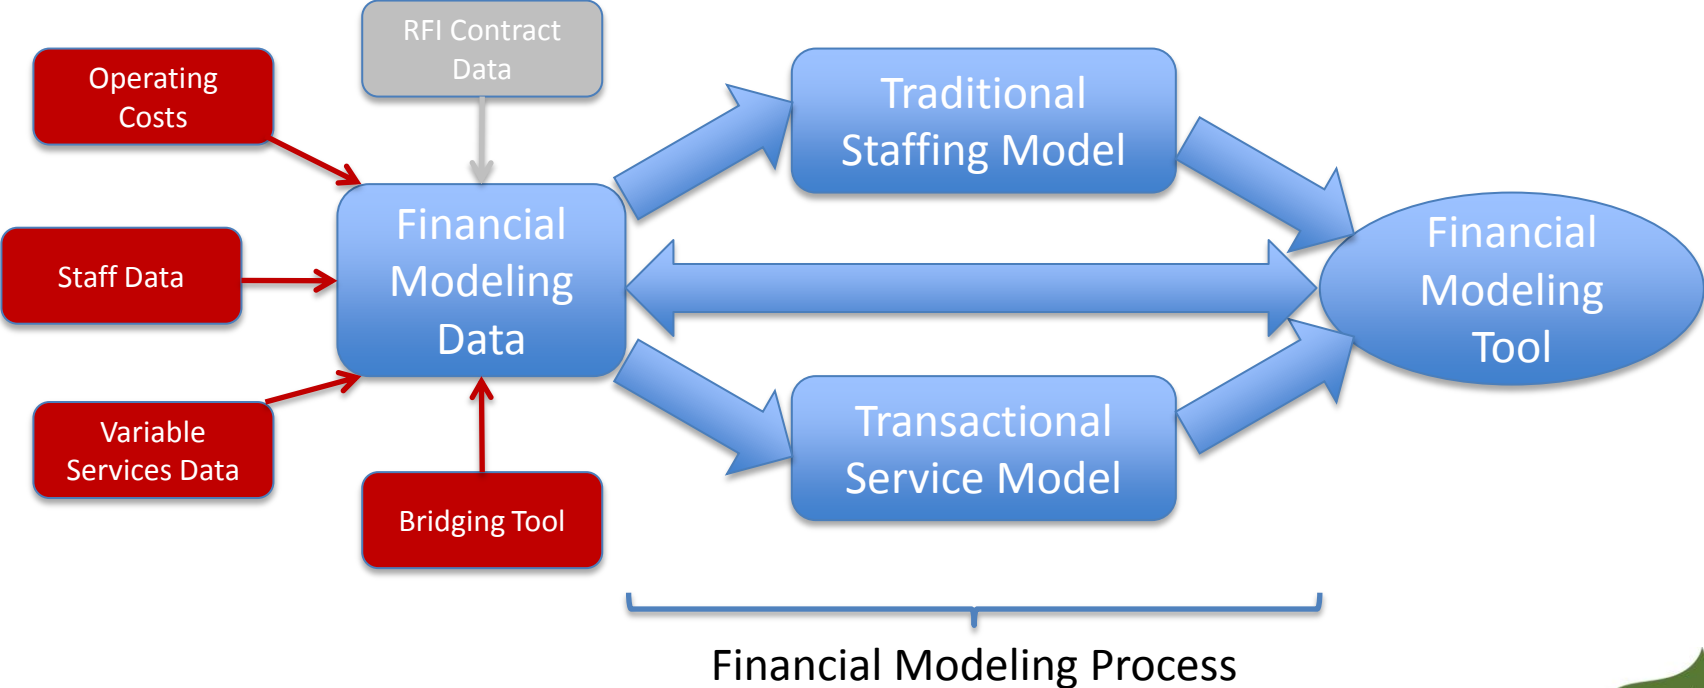 RFI Contract
Data
Operating
Costs
Staff Data
Variable
Services Data
Bridging Tool
Financial
Modeling
Data
Traditional
Staffing Model
Transactional
Service Model
Financial
Modeling
Tool
Financial Modeling Process